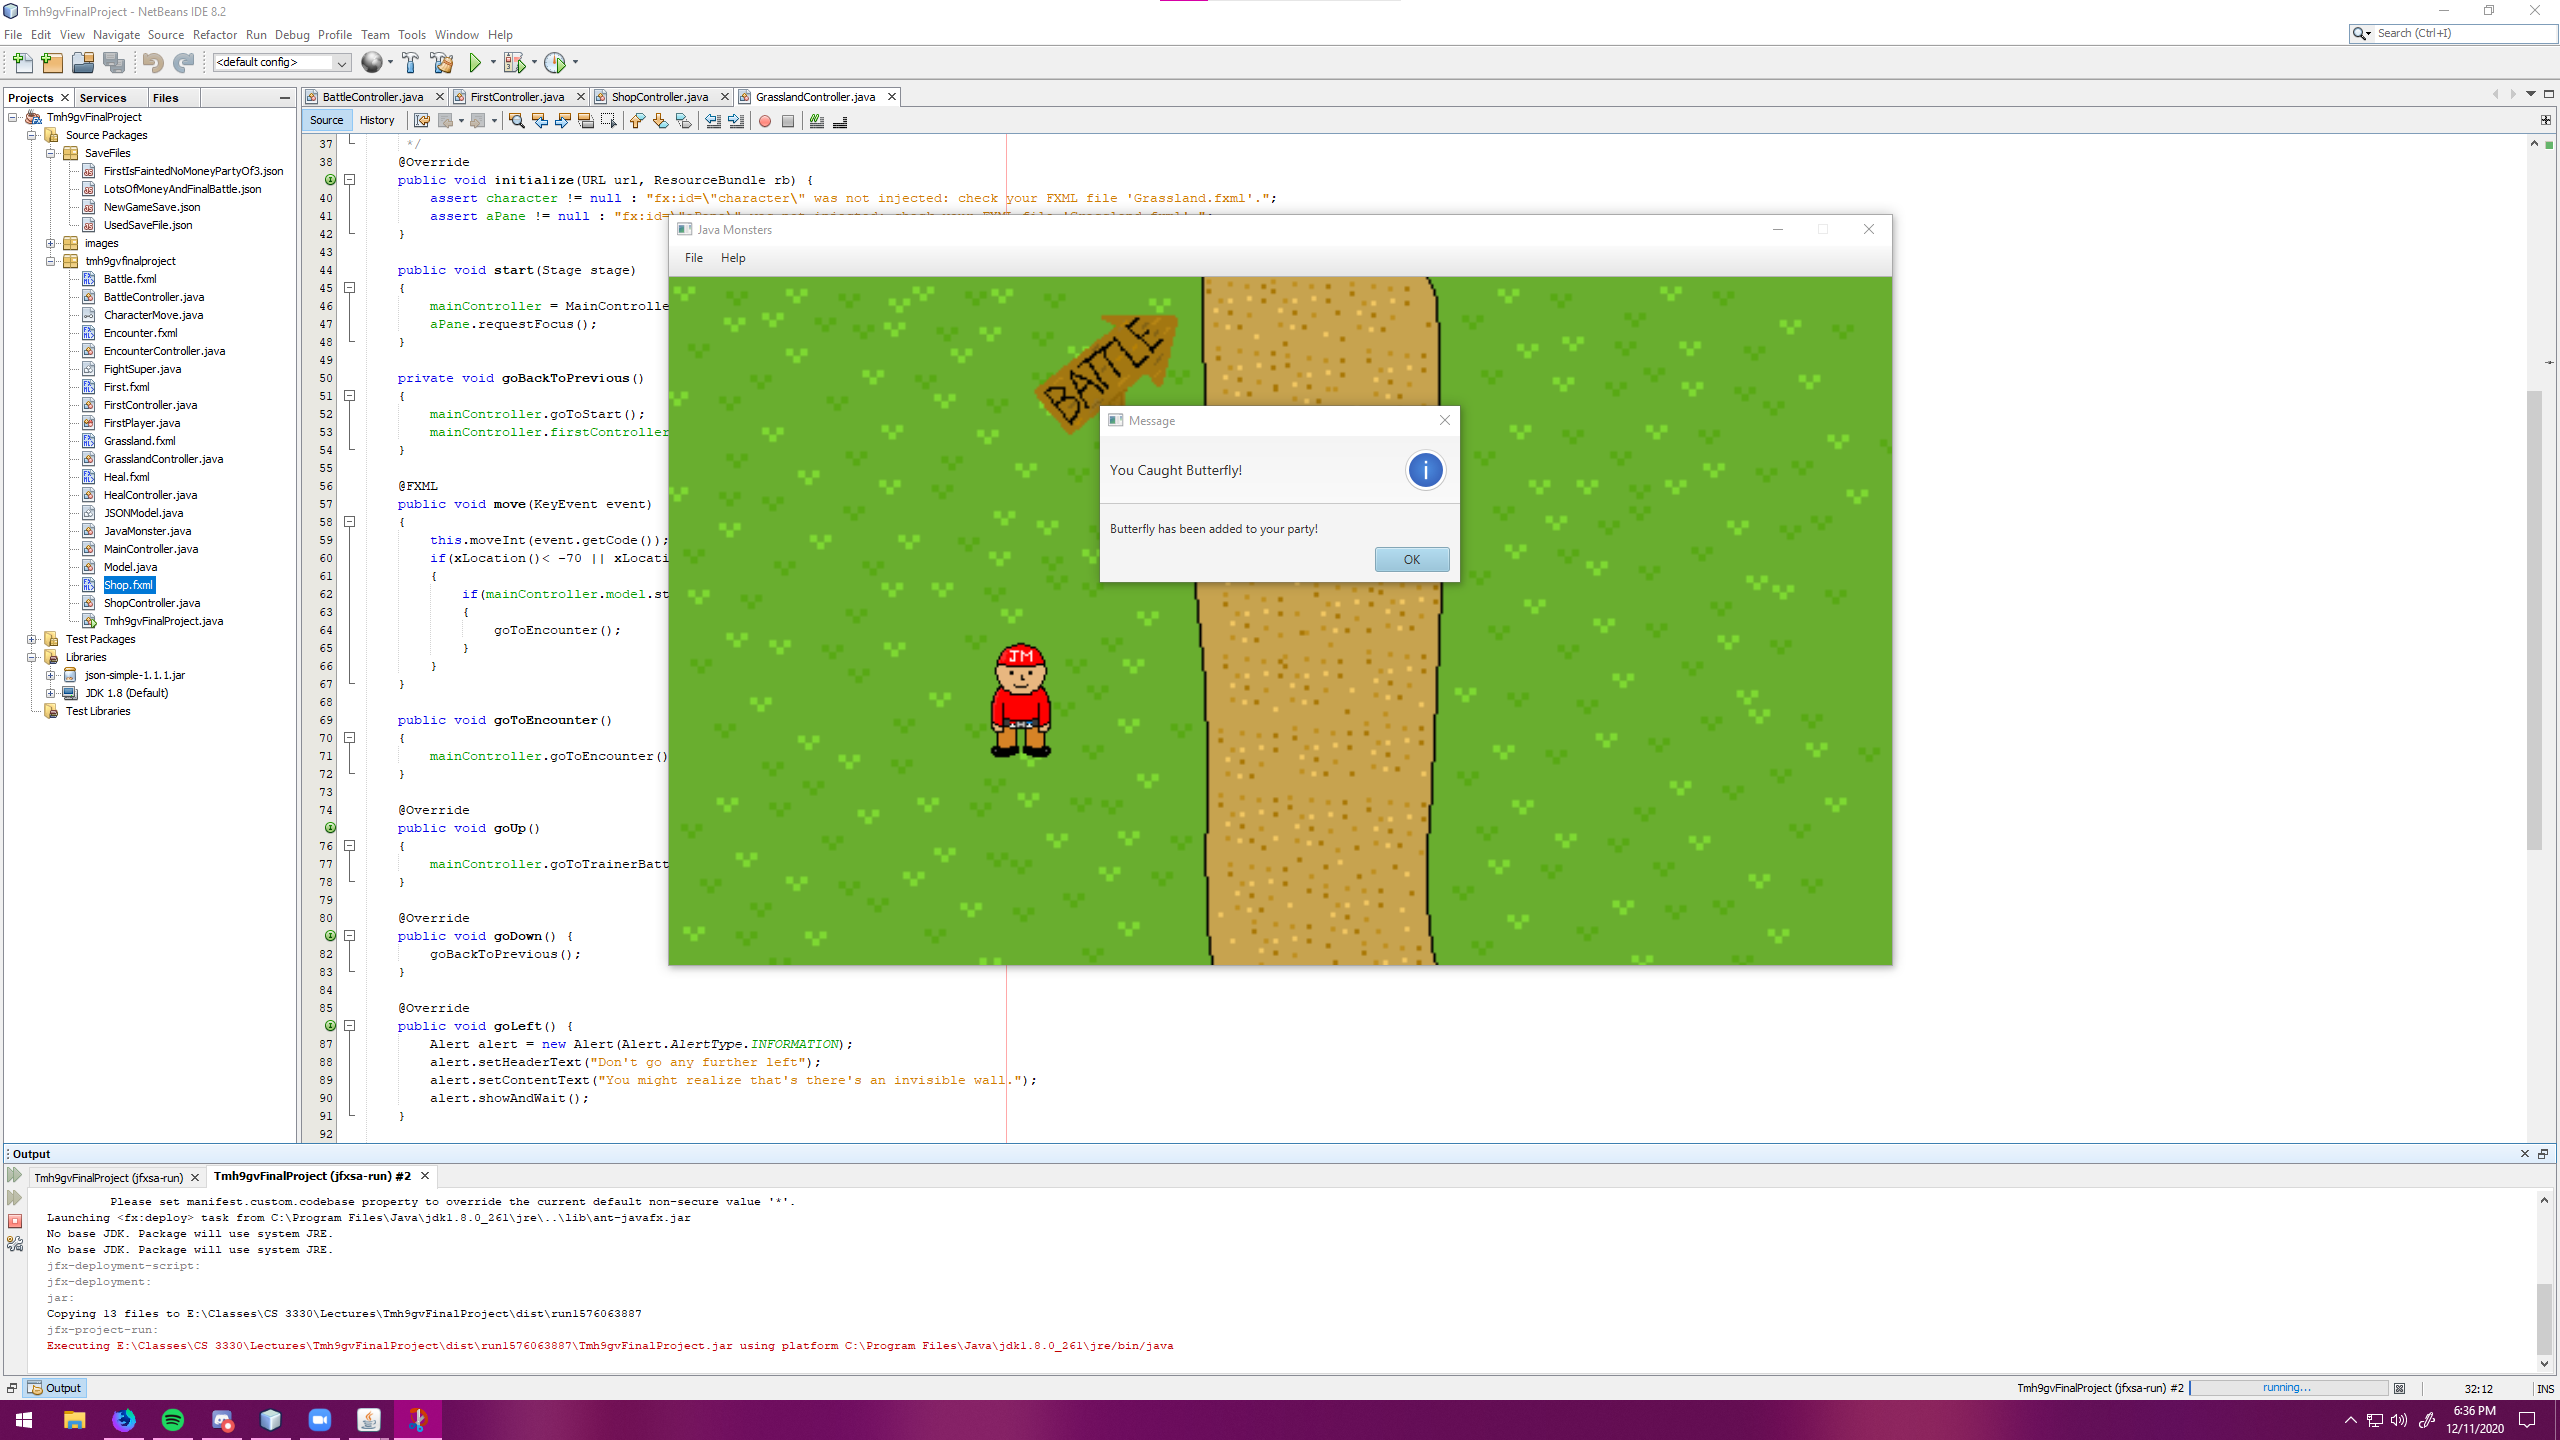 Tmh9gvFinalProject - NetBeans IDE 8.2
File Edit View Navigate Source Refactor Run Debug Profile Team Tools Window Help
Search (Ctrl+I)
<default config>
Projects Services Files
Tmh9gvFinalProject
Source Packages
SaveFiles
FirstIsFaintedNoMoneyPartyOf3.json
LotsOfMoneyAndFinalBattle.json
NewGameSave.json
UsedSaveFile.json
images
tmh9gvfinalproject
Battle.fxml
BattleController.java
CharacterMove.java
Encounter.fxml
EncounterController.java
FightSuper.java
First.fxml
FirstController.java
FirstPlayer.java
Grassland.fxml
GrasslandController.java
Heal.fxml
HealController.java
JSONModel.java
JavaMonster.java
MainController.java
Model.java
Shop.fxml
ShopController.java
Tmh9gvFinalProject.java
Test Packages
Libraries
json-simple-1.1.1.jar
JDK 1.8 (Default)
Test Libraries
BattleController.java FirstController.java ShopController.java GrasslandController.java
Source History
37 */
38 @Override
public void initialize(URL url, ResourceBundle rb) {
40 assert character != null : "fx:id=\"character\" was not injected: check your FXML file 'Grassland.fxml'.";
41 assert aPane != null : "fx:id=\"aPane\" was not injected: check your FXML file 'Grassland.fxml'.";
42 }
43
44 public void start(Stage stage)
45 {
46 mainController = MainControlle
47 aPane.requestFocus();
48 }
49
50 private void goBackToPrevious()
51 {
52 mainController.goToStart();
53 mainController.firstController
54 }
55
56 @FXML
57 public void move(KeyEvent event)
58 {
59 this.moveInt(event.getCode());
60 if(xLocation()< -70 || xLocati
61 {
62 if(mainController.model.st
63 {
64 goToEncounter();
65 }
66 }
67 }
68
69 public void goToEncounter()
70 {
71 mainController.goToEncounter()
72 }
73
74 @Override
public void goUp()
76 {
77 mainController.goToTrainerBatt
78 }
79
80 @Override
public void goDown() {
82 goBackToPrevious();
83 }
84
85 @Override
public void goLeft() {
87 Alert alert = new Alert(Alert.AlertType.INFORMATION);
88 alert.setHeaderText("Don't go any further left");
89 alert.setContentText("You might realize that's there's an invisible wall.");
90 alert.showAndWait();
91 }
92
Java Monsters
File Help
BATTLE
Message
You Caught Butterfly!
i
Butterfly has been added to your party!
OK
JM
Output
Tmh9gvFinalProject (jfxsa-run) Tmh9gvFinalProject (jfxsa-run) #2
Please set manifest.custom.codebase property to override the current default non-secure value '*'.
Launching <fx:deploy> task from C:\Program Files\Java\jdk1.8.0_261\jre\..\lib\ant-javafx.jar
No base JDK. Package will use system JRE.
No base JDK. Package will use system JRE.
jfx-deployment-script:
jfx-deployment:
jar:
Copying 13 files to E:\Classes\CS 3330\Lectures\Tmh9gvFinalProject\dist\run1576063887
jfx-project-run:
Executing E:\Classes\CS 3330\Lectures\Tmh9gvFinalProject\dist\run1576063887\Tmh9gvFinalProject.jar using platform C:\Program Files\Java\jdk1.8.0_261\jre/bin/java
Output
Tmh9gvFinalProject (jfxsa-run) #2 running... 32:12 INS
6:36 PM
12/11/2020